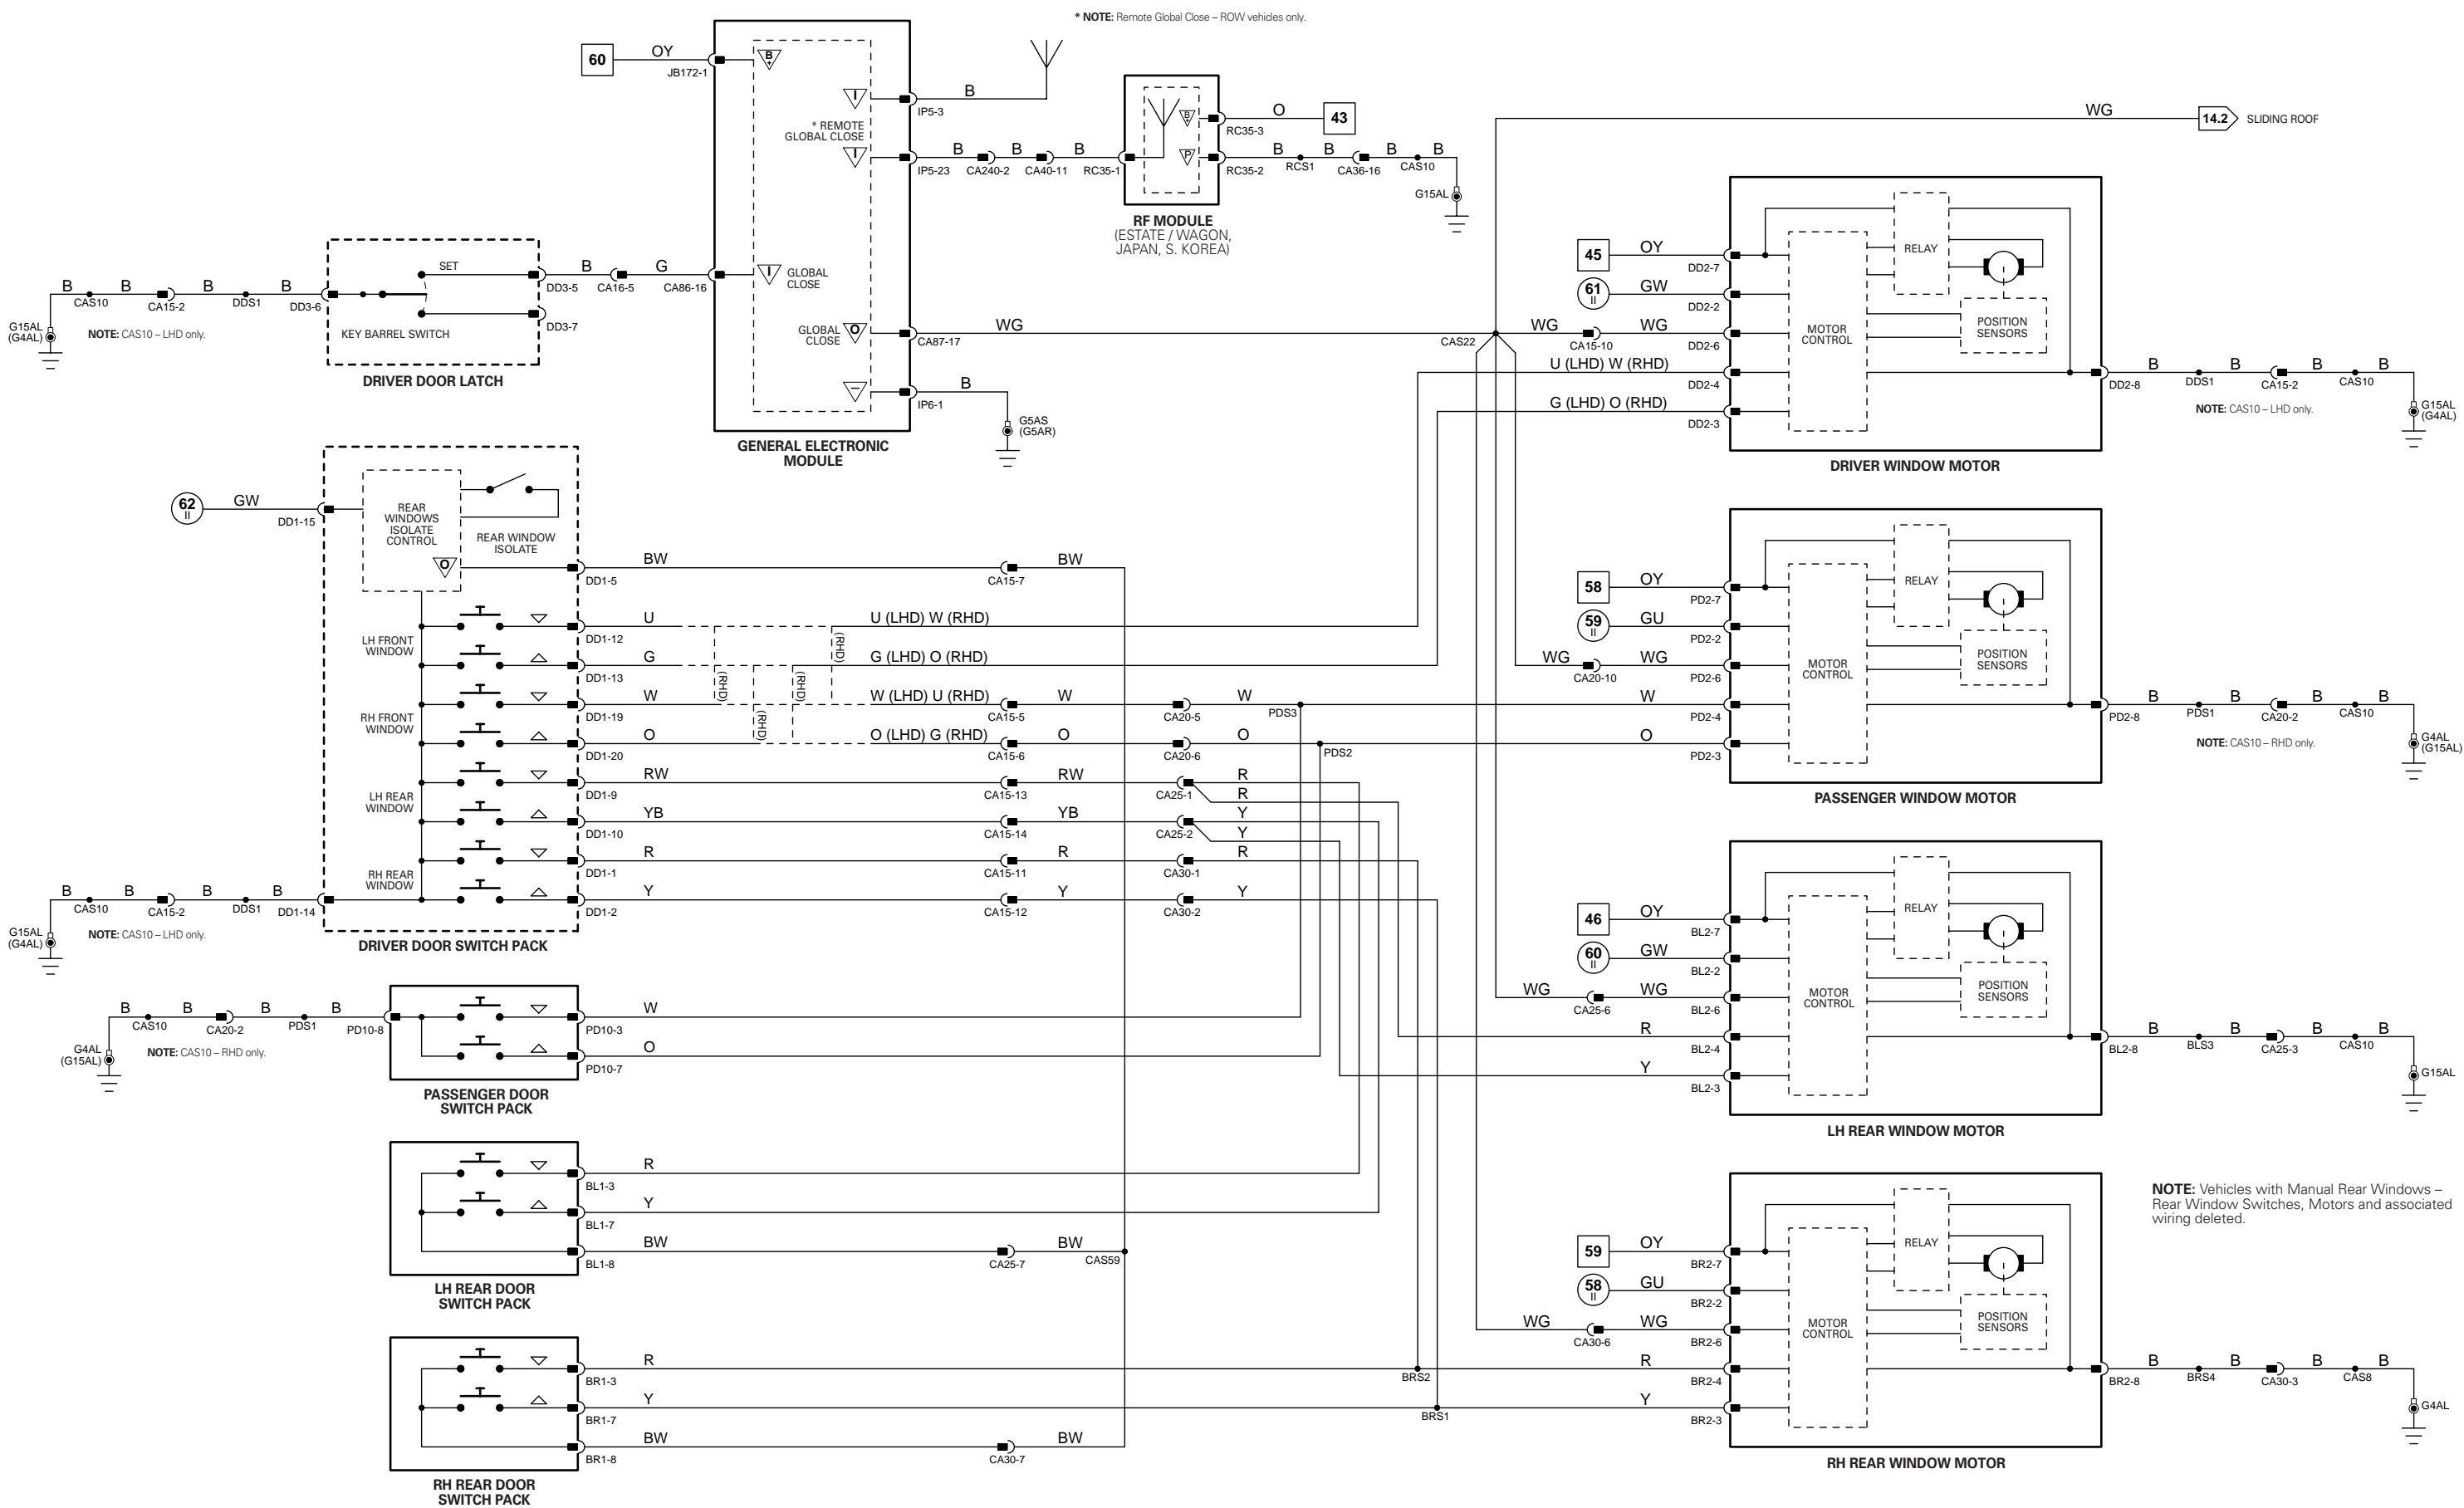 * NOTE: Remote Global Close – ROW vehicles only.
60
OY
JB172-1
B+
I
B
IP5-3
* REMOTE
GLOBAL CLOSE
I
IP5-23
B
CA240-2
B
CA40-11
B
RC35-1
B+
RC35-3
O
43
P
RC35-2
B
RCS1
B
CA36-16
B
CAS10
B
G15AL
RF MODULE
(ESTATE / WAGON,
JAPAN, S. KOREA)
WG
14.2
SLIDING ROOF
G15AL
(G4AL)
B
CAS10
B
CA15-2
B
DDS1
B
DD3-6
NOTE: CAS10 – LHD only.
SET
KEY BARREL SWITCH
DD3-5
DD3-7
DRIVER DOOR LATCH
B
CA16-5
G
CA86-16
I
GLOBAL
CLOSE
GLOBAL
CLOSE
O
CA87-17
WG
CAS22
–
IP6-1
B
G5AS
(G5AR)
GENERAL ELECTRONIC
MODULE
45
OY
DD2-7
61
II
GW
DD2-2
WG
CA15-10
WG
DD2-6
U (LHD) W (RHD)
DD2-4
G (LHD) O (RHD)
DD2-3
MOTOR
CONTROL
RELAY
POSITION
SENSORS
DD2-8
B
DDS1
B
CA15-2
B
CAS10
B
NOTE: CAS10 – LHD only.
G15AL
(G4AL)
DRIVER WINDOW MOTOR
62
II
GW
DD1-15
REAR
WINDOWS
ISOLATE
CONTROL
O
REAR WINDOW
ISOLATE
DD1-5
BW
CA15-7
BW
LH FRONT
WINDOW
DD1-12
U
U (LHD) W (RHD)
DD1-13
G
G (LHD) O (RHD)
(RHD)
(RHD)
(RHD)
(RHD)
RH FRONT
WINDOW
DD1-19
W
W (LHD) U (RHD)
CA15-5
W
CA20-5
W
PDS3
DD1-20
O
O (LHD) G (RHD)
CA15-6
O
CA20-6
O
PDS2
LH REAR
WINDOW
DD1-9
RW
CA15-13
RW
CA25-1
R
R
DD1-10
YB
CA15-14
YB
CA25-2
Y
Y
RH REAR
WINDOW
DD1-1
R
CA15-11
R
CA30-1
R
DD1-2
Y
CA15-12
Y
CA30-2
Y
B
CAS10
B
CA15-2
B
DDS1
B
DD1-14
G15AL
(G4AL)
NOTE: CAS10 – LHD only.
DRIVER DOOR SWITCH PACK
58
OY
PD2-7
59
II
GU
PD2-2
WG
CA20-10
WG
PD2-6
W
PD2-4
O
PD2-3
MOTOR
CONTROL
RELAY
POSITION
SENSORS
PD2-8
B
PDS1
B
CA20-2
B
CAS10
B
NOTE: CAS10 – RHD only.
G4AL
(G15AL)
PASSENGER WINDOW MOTOR
B
CAS10
B
CA20-2
B
PDS1
B
PD10-8
G4AL
(G15AL)
NOTE: CAS10 – RHD only.
PD10-3
W
PD10-7
O
PASSENGER DOOR
SWITCH PACK
46
OY
BL2-7
60
II
GW
BL2-2
WG
CA25-6
WG
BL2-6
R
BL2-4
Y
BL2-3
MOTOR
CONTROL
RELAY
POSITION
SENSORS
BL2-8
B
BLS3
B
CA25-3
B
CAS10
B
G15AL
LH REAR WINDOW MOTOR
BL1-3
R
BL1-7
Y
BL1-8
BW
CA25-7
BW
CAS59
LH REAR DOOR
SWITCH PACK
NOTE: Vehicles with Manual Rear Windows –
Rear Window Switches, Motors and associated
wiring deleted.
59
OY
BR2-7
58
II
GU
BR2-2
WG
CA30-6
WG
BR2-6
R
BR2-4
Y
BR2-3
MOTOR
CONTROL
RELAY
POSITION
SENSORS
BR2-8
B
BRS4
B
CA30-3
B
CAS8
B
G4AL
RH REAR WINDOW MOTOR
BR1-3
R
BRS2
BR1-7
Y
BRS1
BR1-8
BW
CA30-7
BW
RH REAR DOOR
SWITCH PACK